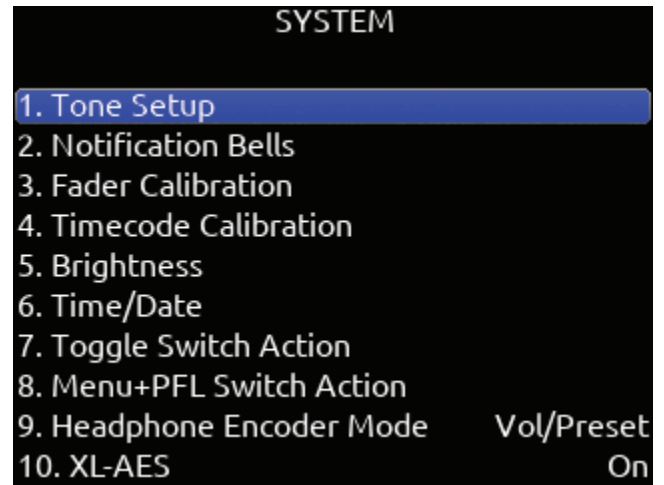 SYSTEM
1. Tone Setup
2. Notification Bells
3. Fader Calibration
4. Timecode Calibration
5. Brightness
6. Time/Date
7. Toggle Switch Action
8. Menu+PFL Switch Action
9. Headphone Encoder Mode Vol/Preset
10. XL-AES On